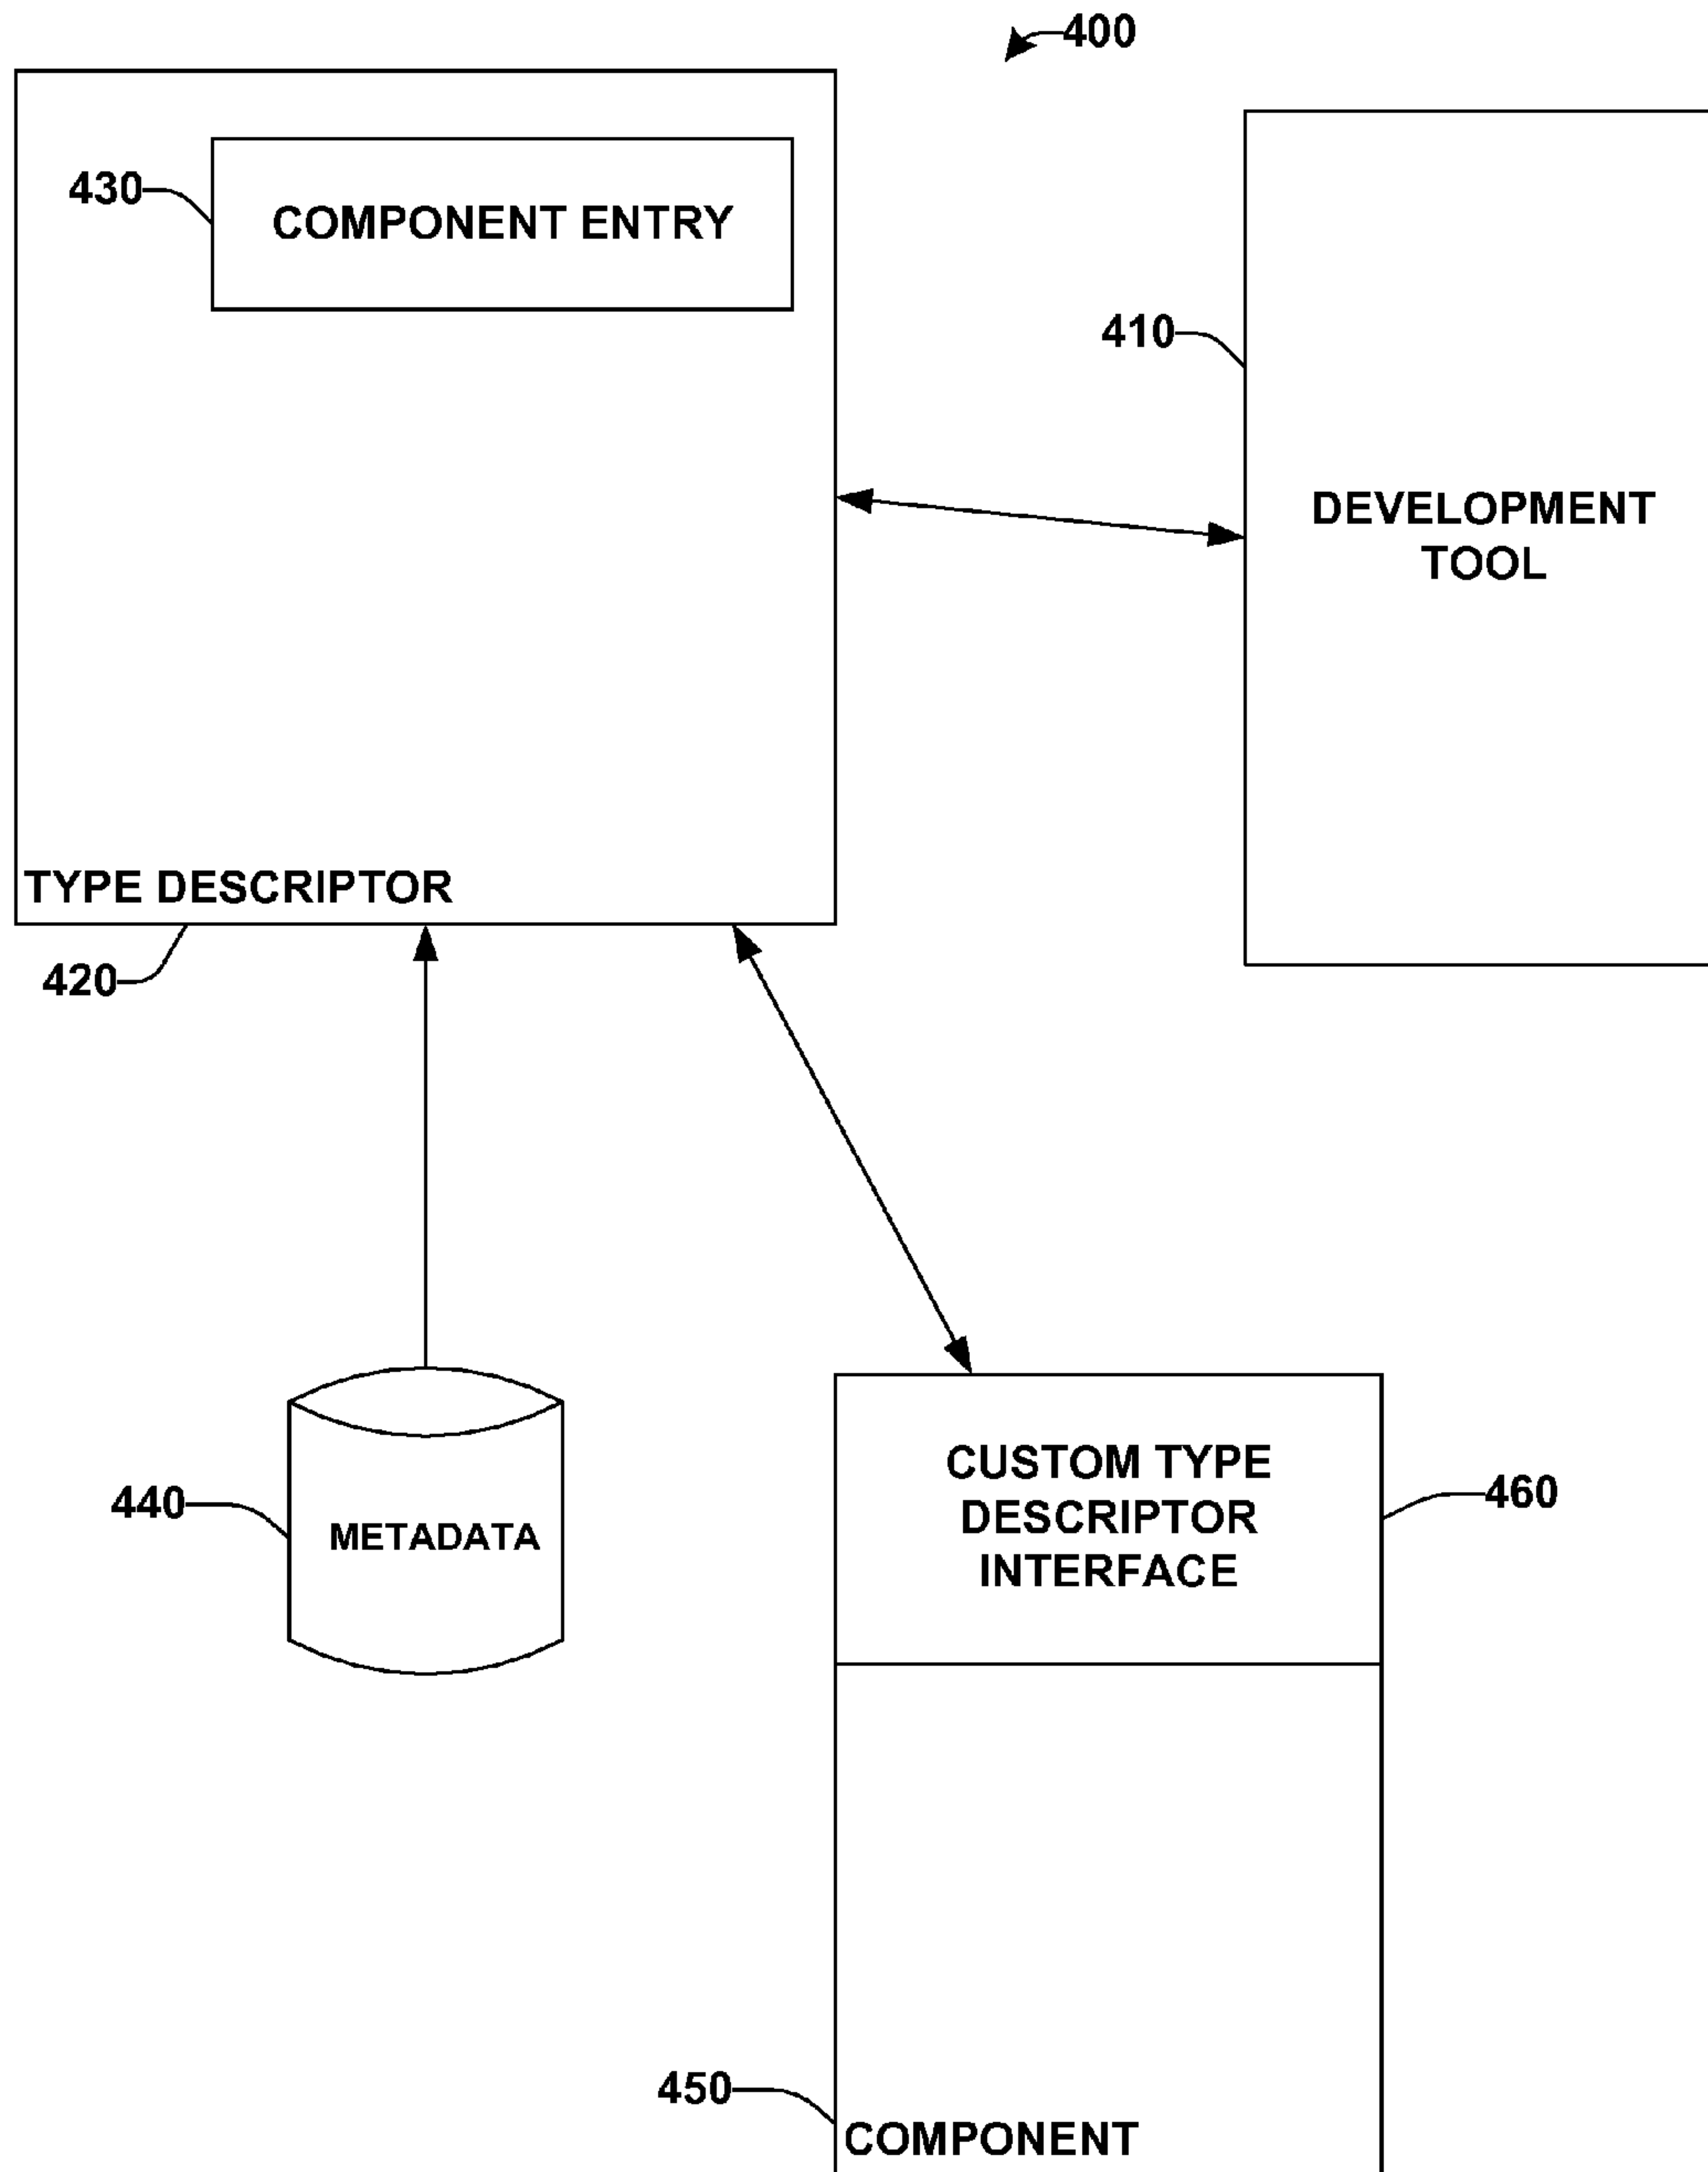 400
430
COMPONENT ENTRY
410
DEVELOPMENT
TOOL
TYPE DESCRIPTOR
420
440
METADATA
CUSTOM TYPE
DESCRIPTOR
INTERFACE
460
450
COMPONENT